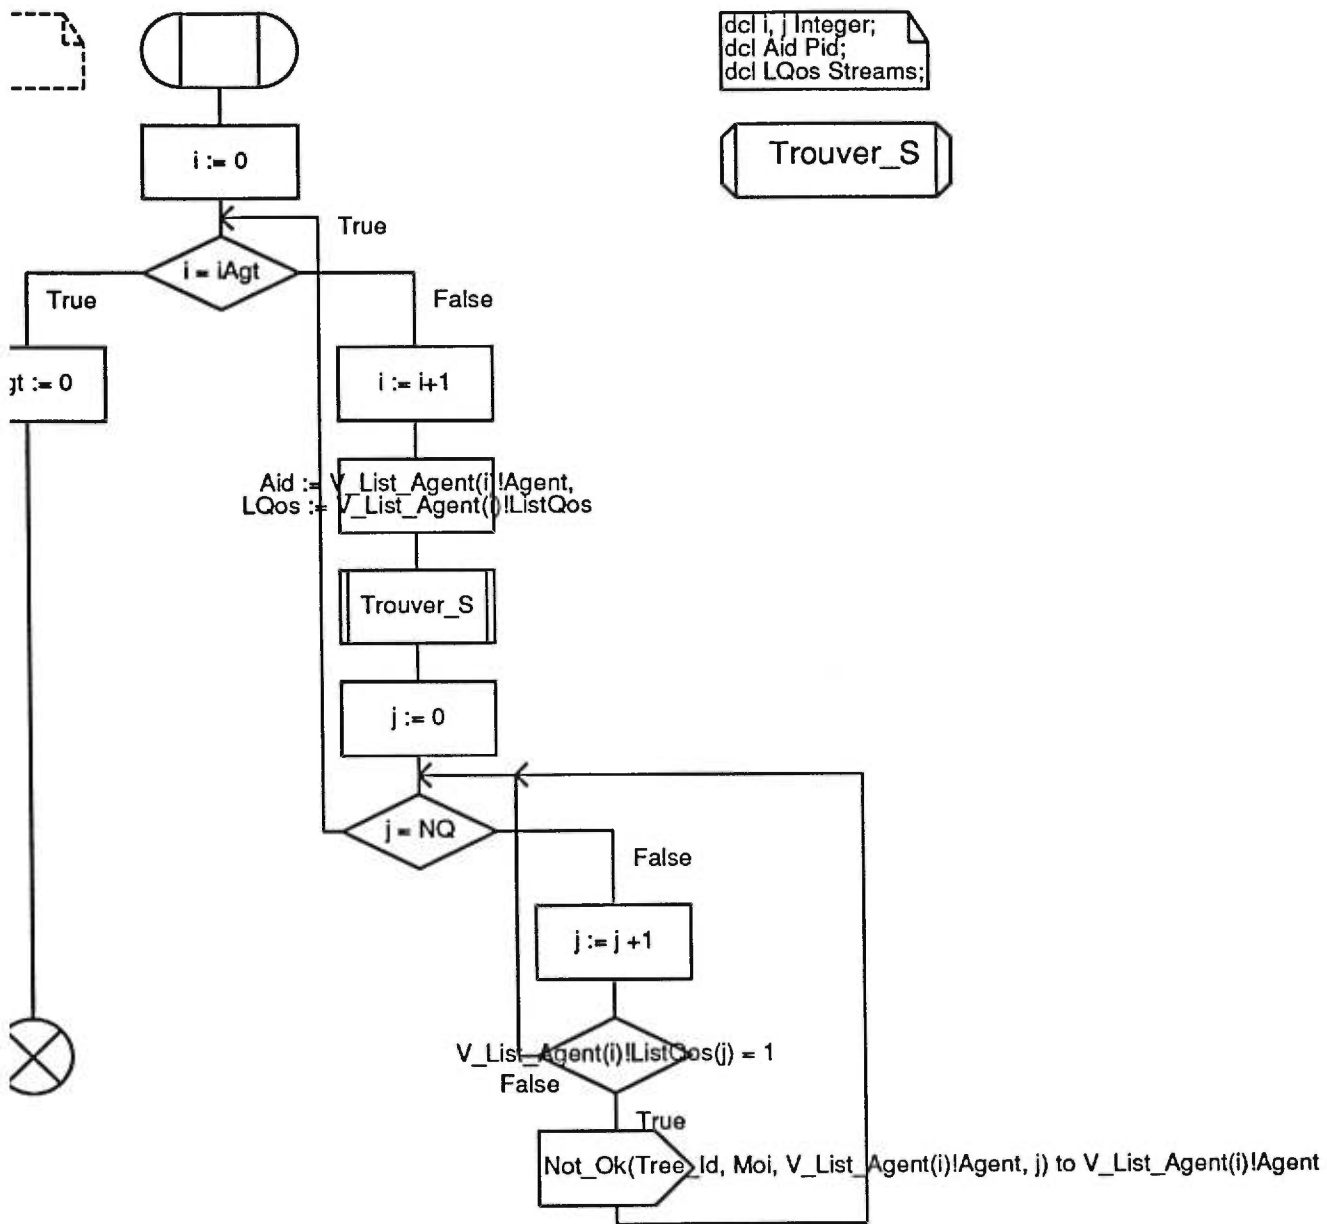 dcl i, j Integer;
dcl Aid Pid;
dcl LQos Streams;
Trouver_S
i := 0
True
i = iAgt
True
False
gt := 0
i := i+1
Aid := V_List_Agent(i)!Agent,
LQos := V_List_Agent(i)!ListQos
Trouver_S
j := 0
j = NQ
False
j := j +1
V_List_Agent(i)!ListQos(j) = 1
False
True
Not_Ok(Tree_Id, Moi, V_List_Agent(i)!Agent, j) to V_List_Agent(i)!Agent